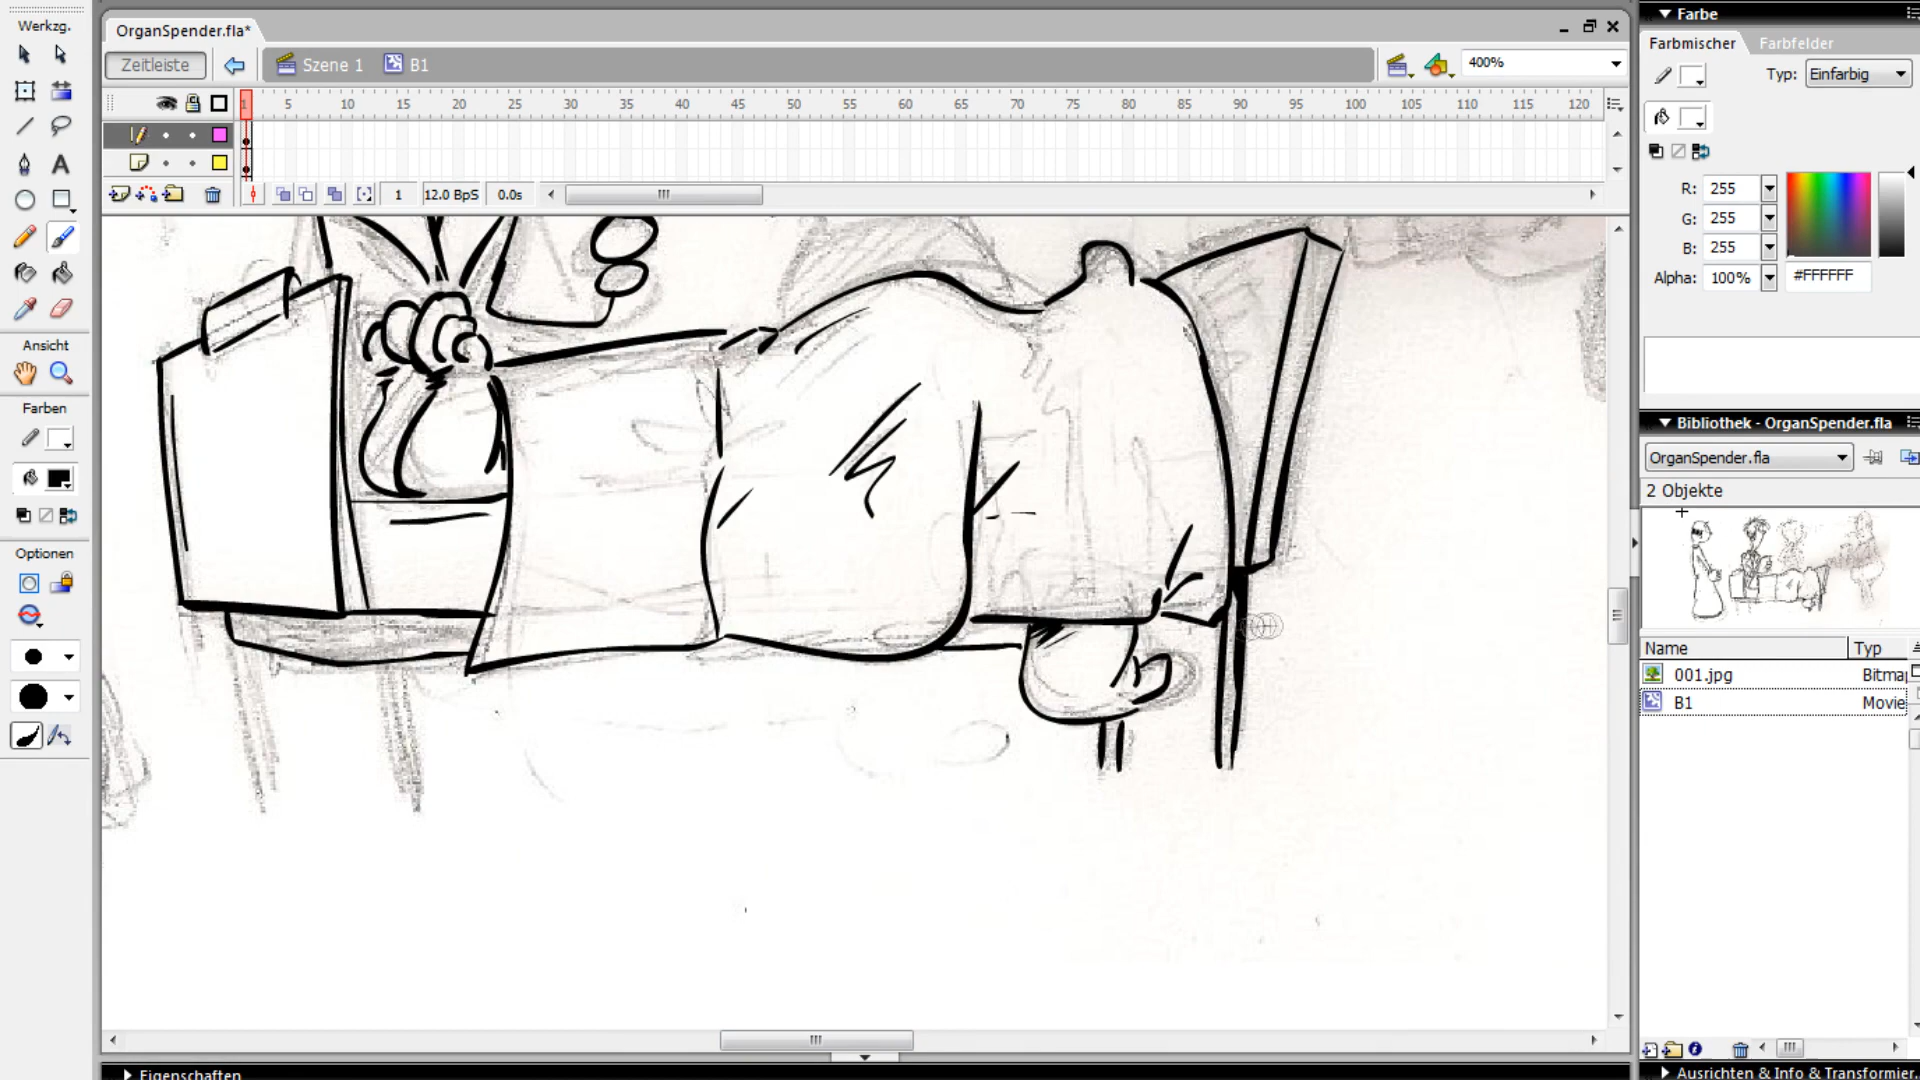 Werkzg.
OrganSpender.fla*
Zeitleiste
Szene 1
B1
400%
1 5 10 15 20 25 30 35 40 45 50 55 60 65 70 75 80 85 90 95 100 105 110 115 120
1 12.0 BpS 0.0s
Ansicht
Farben
Optionen
Eigenschaften
Farbe
Farbmischer Farbfelder
Typ: Einfarbig
R: 255
G: 255
B: 255
Alpha: 100% #FFFFFF
Bibliothek - OrganSpender.fla
OrganSpender.fla
2 Objekte
Name Typ
001.jpg Bitma
B1 Movie
Ausrichten & Info & Transformier...